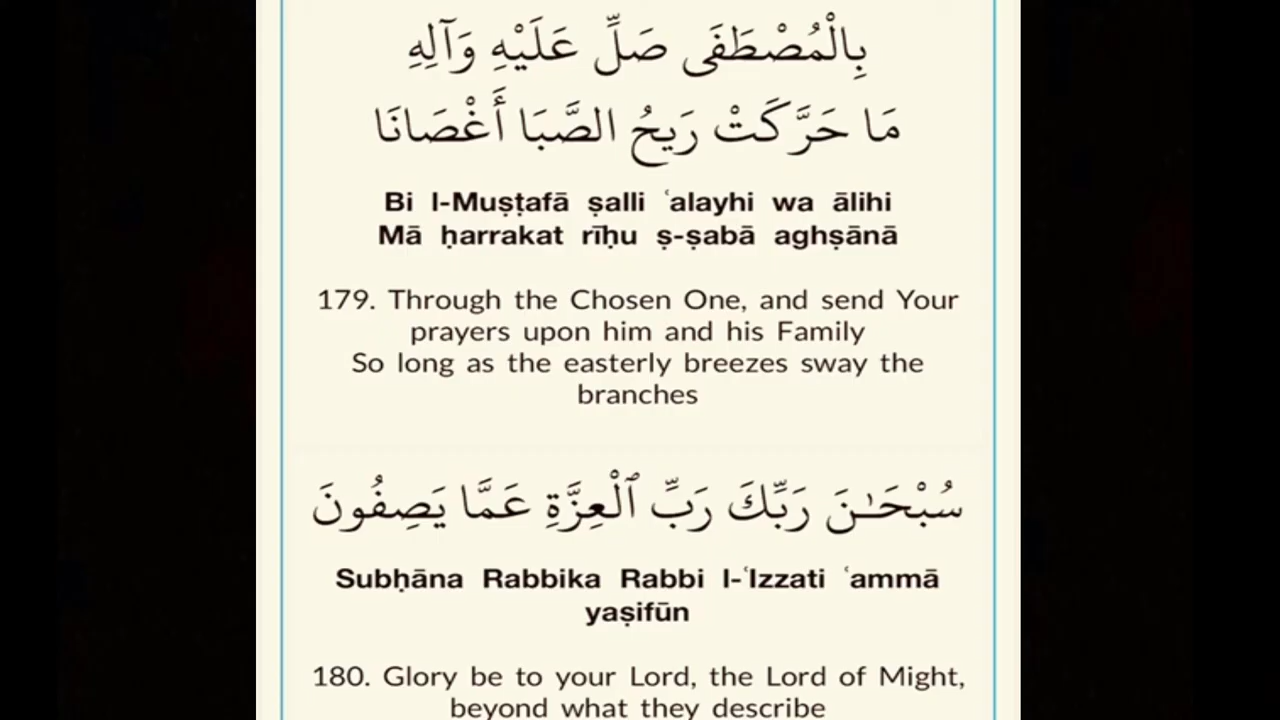 بِالْمُصْطَفَى صَلِّ عَلَيْهِ وَآلِهِ
مَا حَرَّكَتْ رَيحُ الصَّبَا أَغْصَانَا
Bi l-Muṣṭafā ṣalli ʿalayhi wa ālihi
Mā ḥarrakat rīḥu ṣ-ṣabā aghṣānā
179. Through the Chosen One, and send Your
prayers upon him and his Family
So long as the easterly breezes sway the
branches
سُبْحَـٰنَ رَبِّكَ رَبِّ ٱلْعِزَّةِ عَمَّا يَصِفُونَ
Subḥāna Rabbika Rabbi l-ʿIzzati ʿammā
yaṣifūn
180. Glory be to your Lord, the Lord of Might,
beyond what they describe